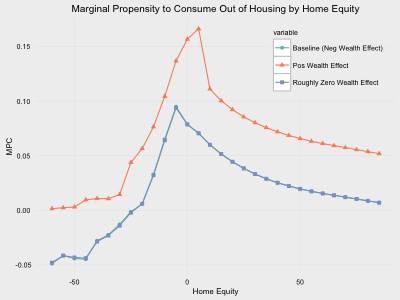 Marginal Propensity to Consume Out of Housing by Home Equity
variable
Baseline (Neg Wealth Effect)
Pos Wealth Effect
Roughly Zero Wealth Effect
0.15
0.10
0.05
0.00
-0.05
MPC
-50
0
50
Home Equity